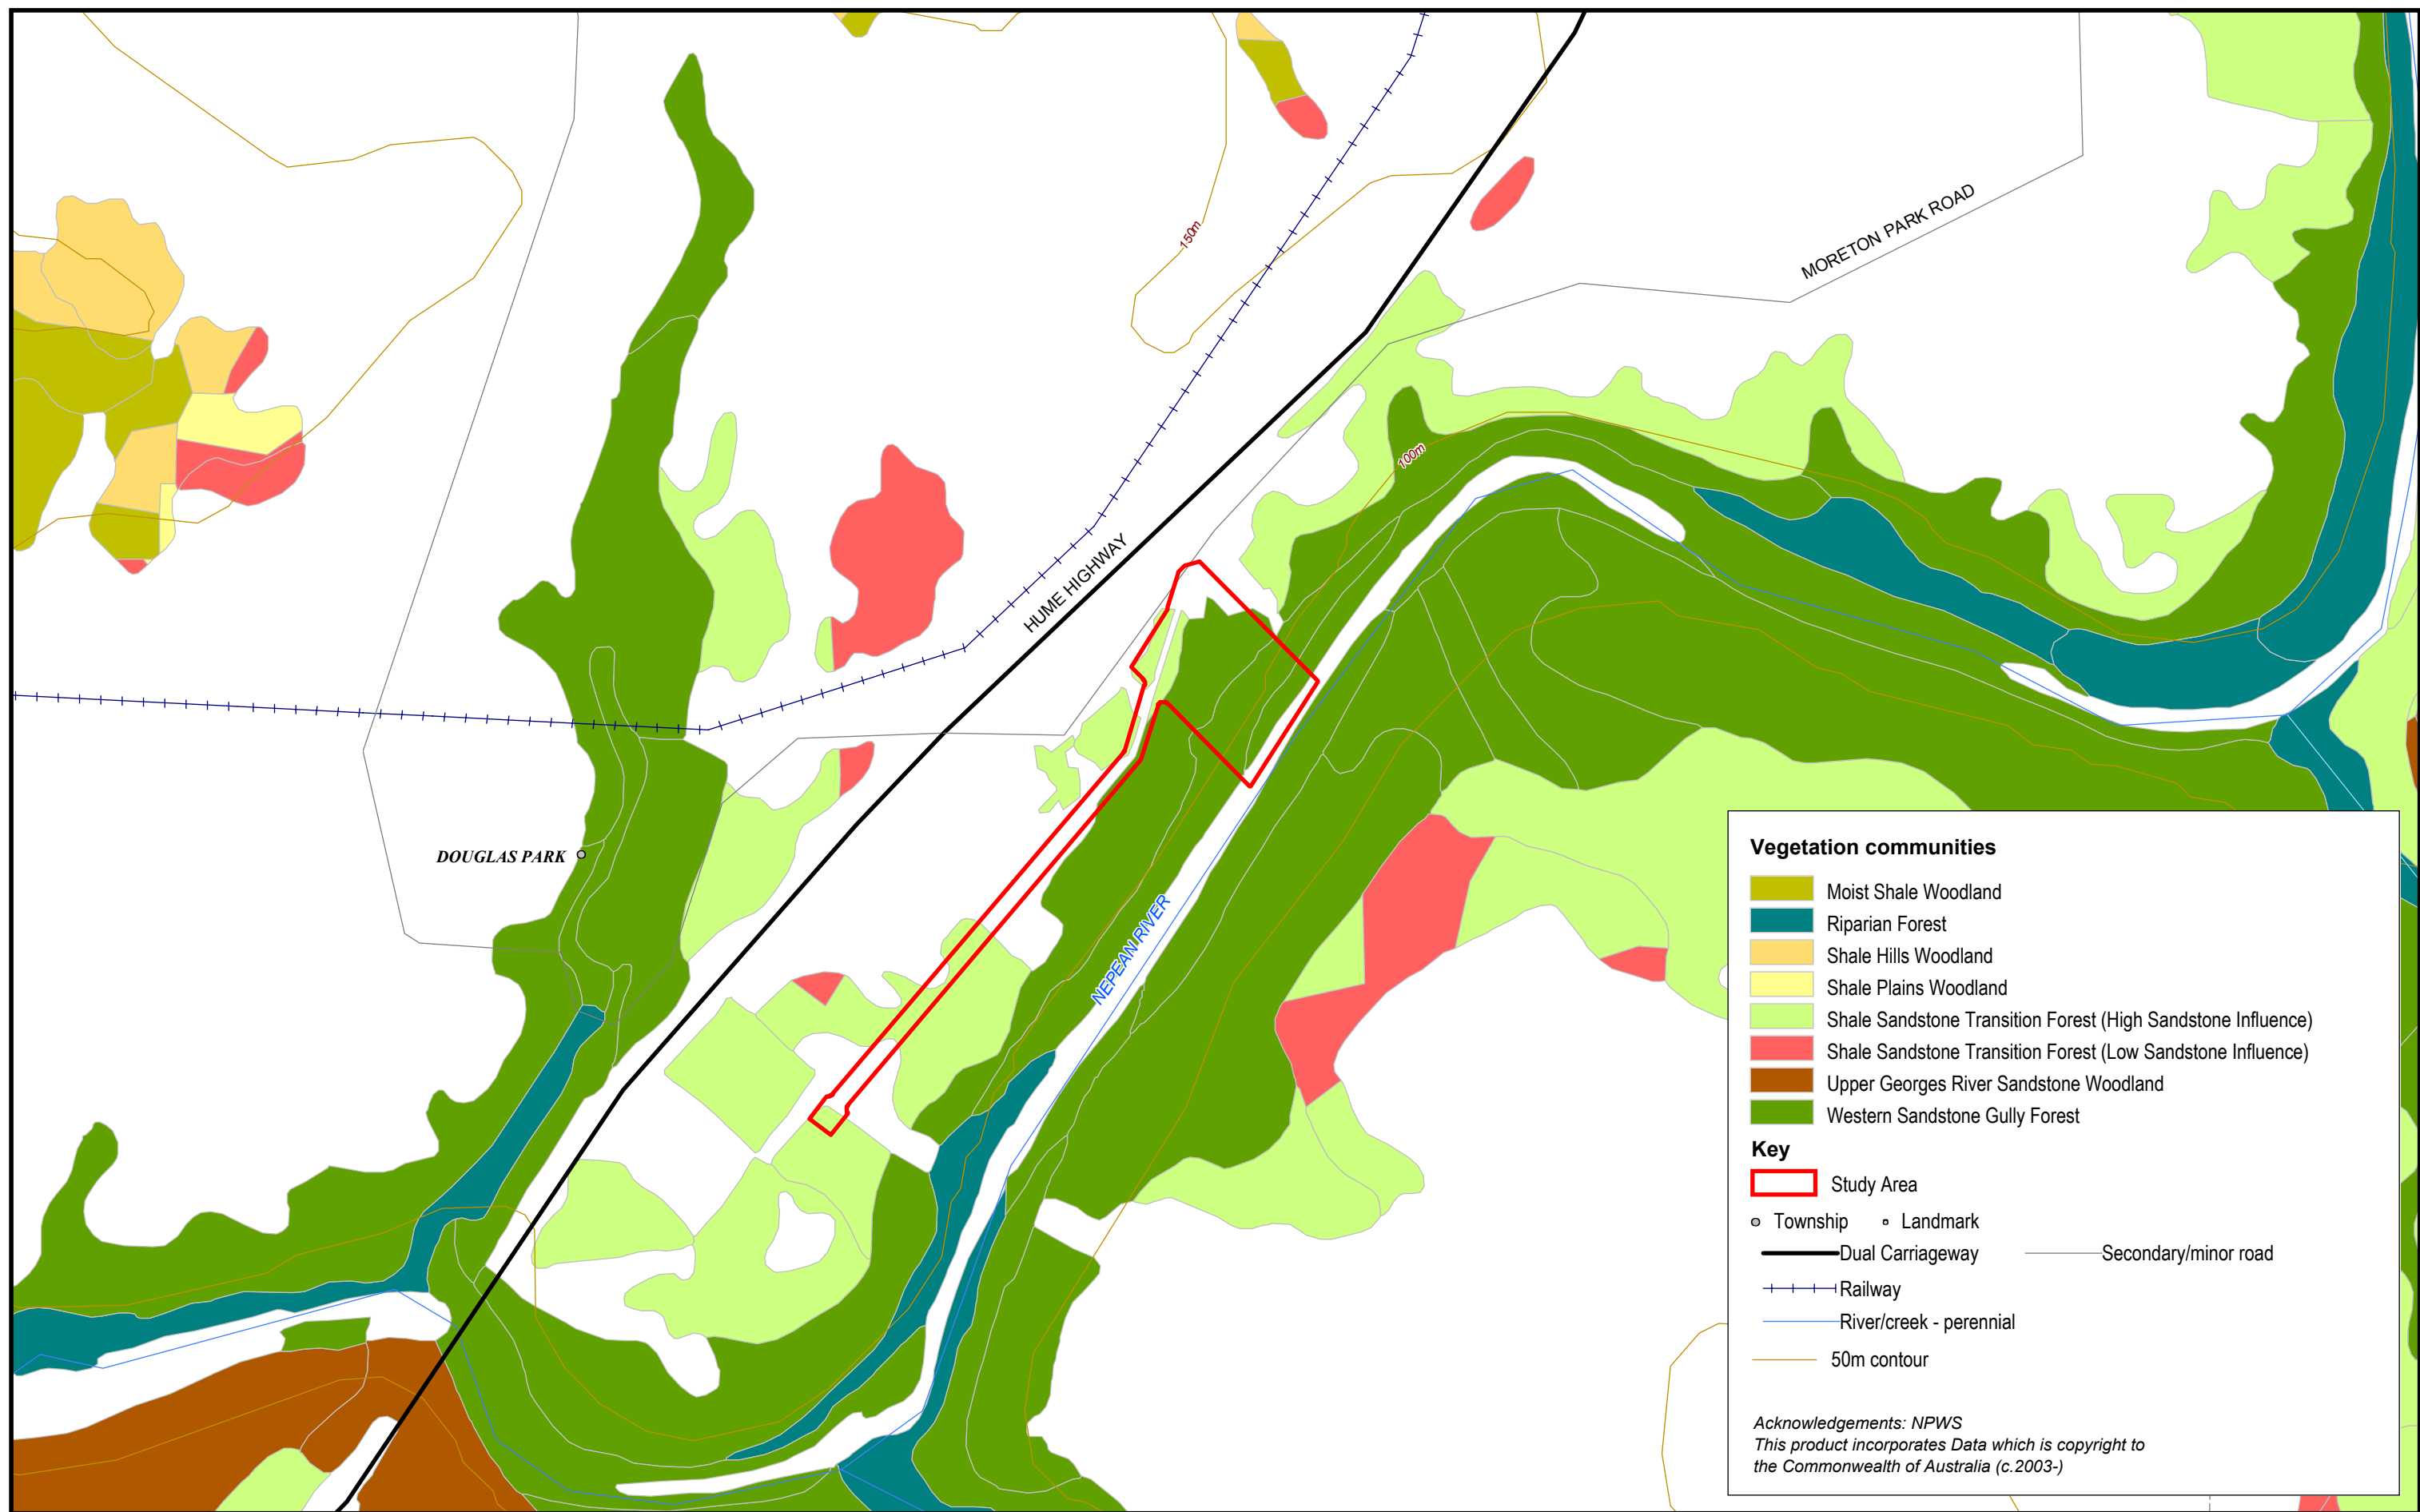 150m
MORETON PARK ROAD
100m
HUME HIGHWAY
DOUGLAS PARK
NEPEAN RIVER
Vegetation communities
Moist Shale Woodland
Riparian Forest
Shale Hills Woodland
Shale Plains Woodland
Shale Sandstone Transition Forest (High Sandstone Influence)
Shale Sandstone Transition Forest (Low Sandstone Influence)
Upper Georges River Sandstone Woodland
Western Sandstone Gully Forest
Key
Study Area
Township Landmark
Dual Carriageway Secondary/minor road
Railway
River/creek - perennial
50m contour
Acknowledgements: NPWS
This product incorporates Data which is copyright to
the Commonwealth of Australia (c.2003-)